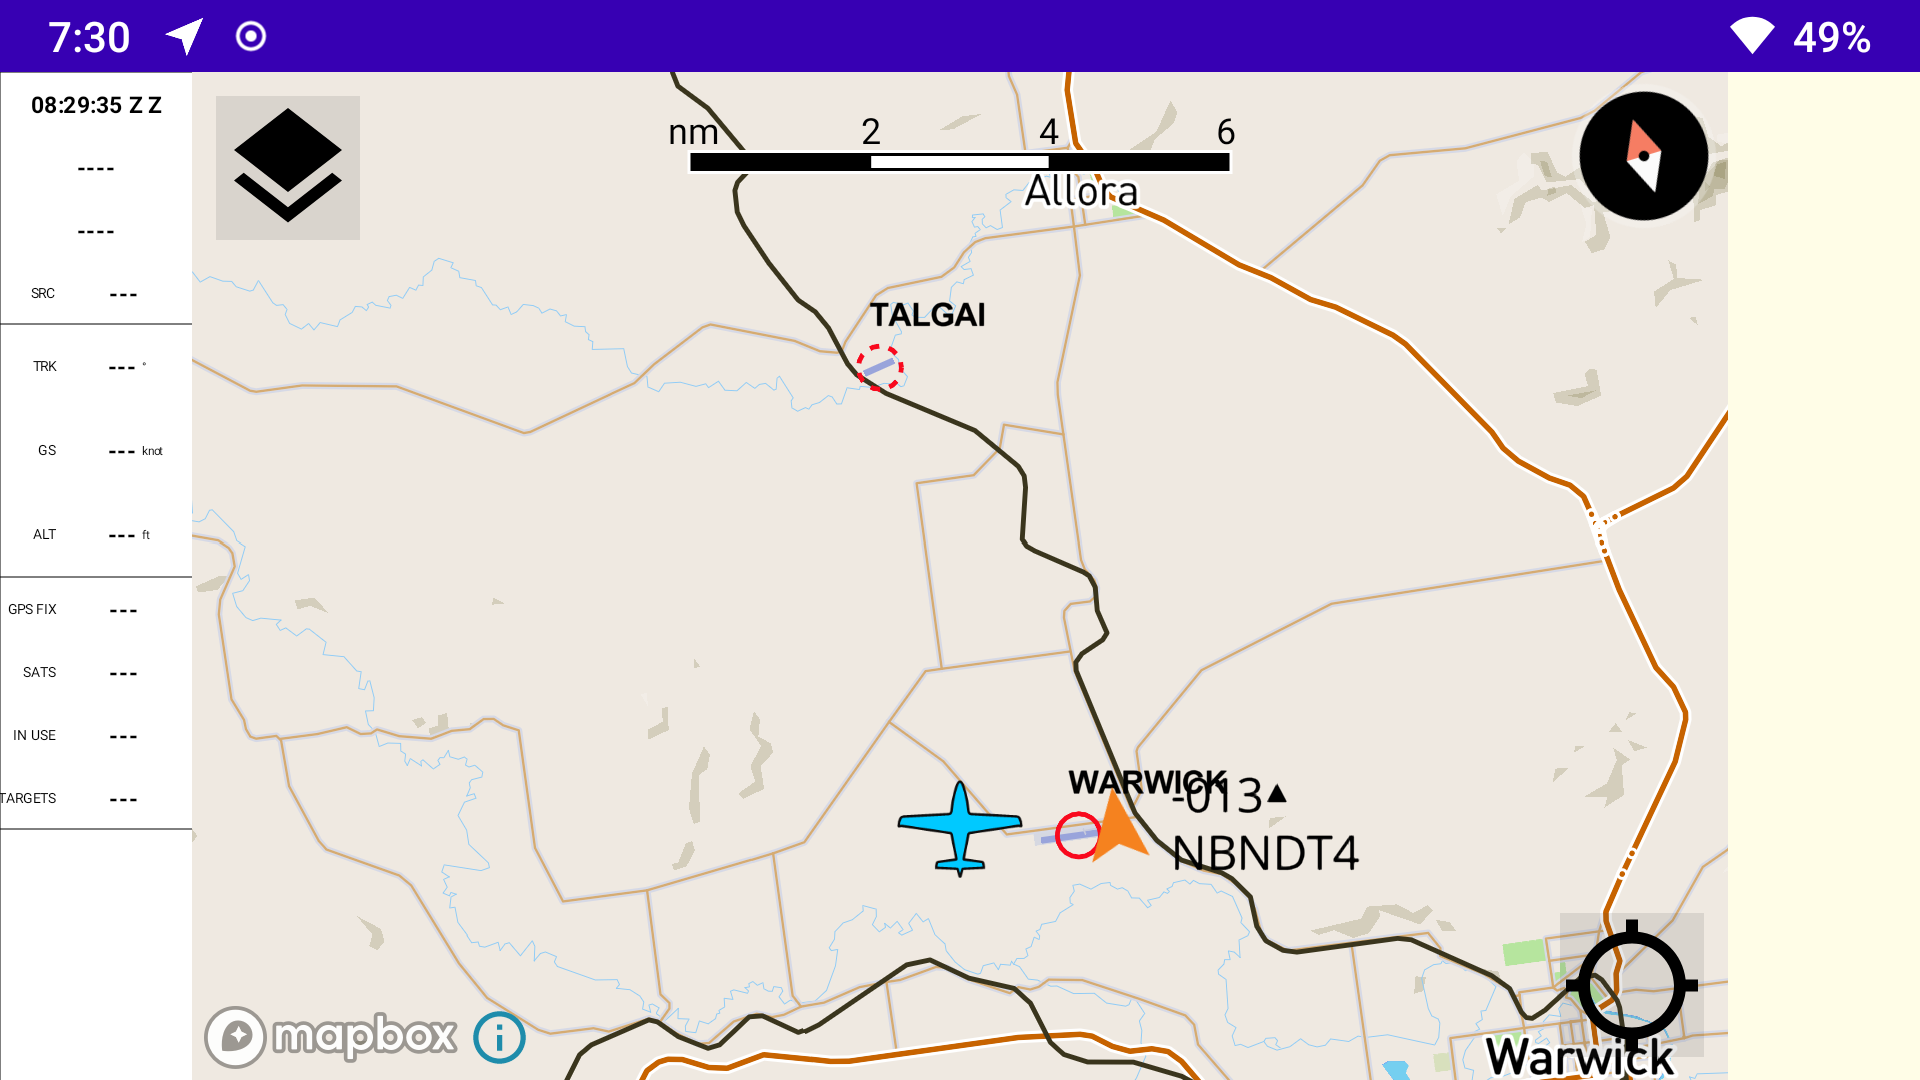 7:30
49%
08:29:35 Z Z
----
----
SRC ---
TRK --- °
GS --- knot
ALT --- ft
GPS FIX ---
SATS ---
IN USE ---
TARGETS ---
nm 2 4 6
Allora
TALGAI
WARWICK
-013▲
NBNDT4
Warwick
mapbox
i